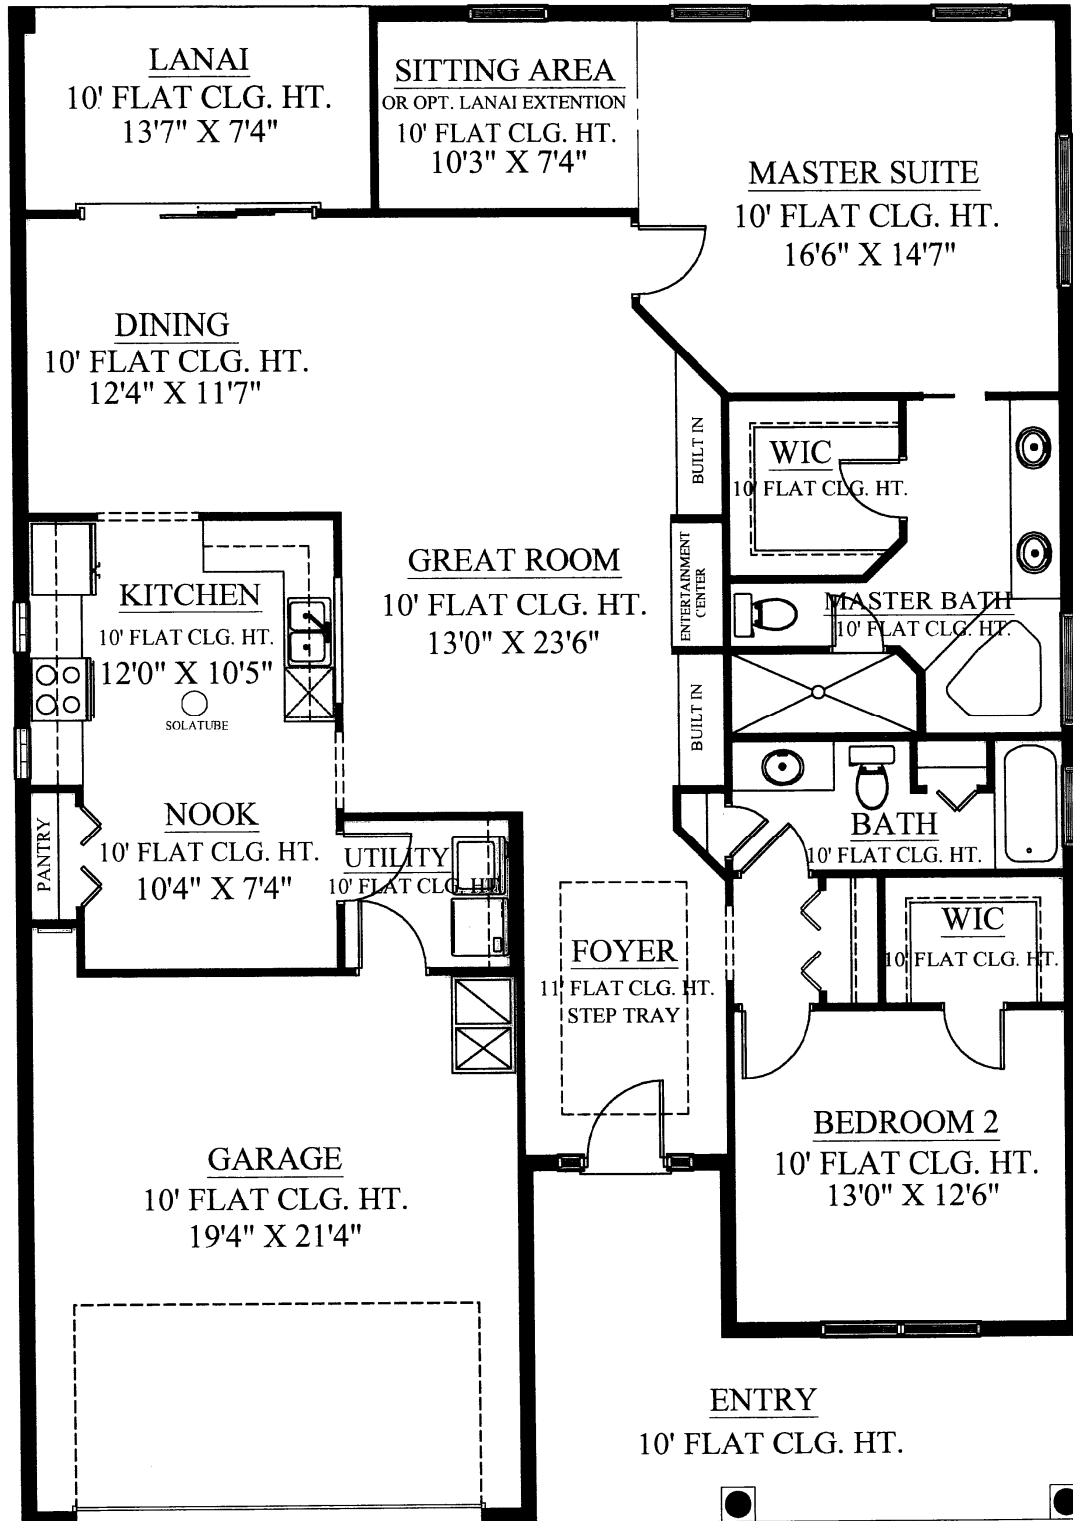 LANAI
10' FLAT CLG. HT.
13'7" X 7'4"
SITTING AREA
OR OPT. LANAI EXTENTION
10' FLAT CLG. HT.
10'3" X 7'4"
MASTER SUITE
10' FLAT CLG. HT.
16'6" X 14'7"
DINING
10' FLAT CLG. HT.
12'4" X 11'7"
BUILT IN
WIC
10' FLAT CLG. HT.
KITCHEN
10' FLAT CLG. HT.
12'0" X 10'5"
SOLATUBE
GREAT ROOM
10' FLAT CLG. HT.
13'0" X 23'6"
ENTERTAINMENT
CENTER
MASTER BATH
10' FLAT CLG. HT.
BUILT IN
PANTRY
NOOK
10' FLAT CLG. HT.
10'4" X 7'4"
UTILITY
10' FLAT CLG. HT.
BATH
10' FLAT CLG. HT.
FOYER
11' FLAT CLG. HT.
STEP TRAY
WIC
10' FLAT CLG. HT.
BEDROOM 2
10' FLAT CLG. HT.
13'0" X 12'6"
GARAGE
10' FLAT CLG. HT.
19'4" X 21'4"
ENTRY
10' FLAT CLG. HT.